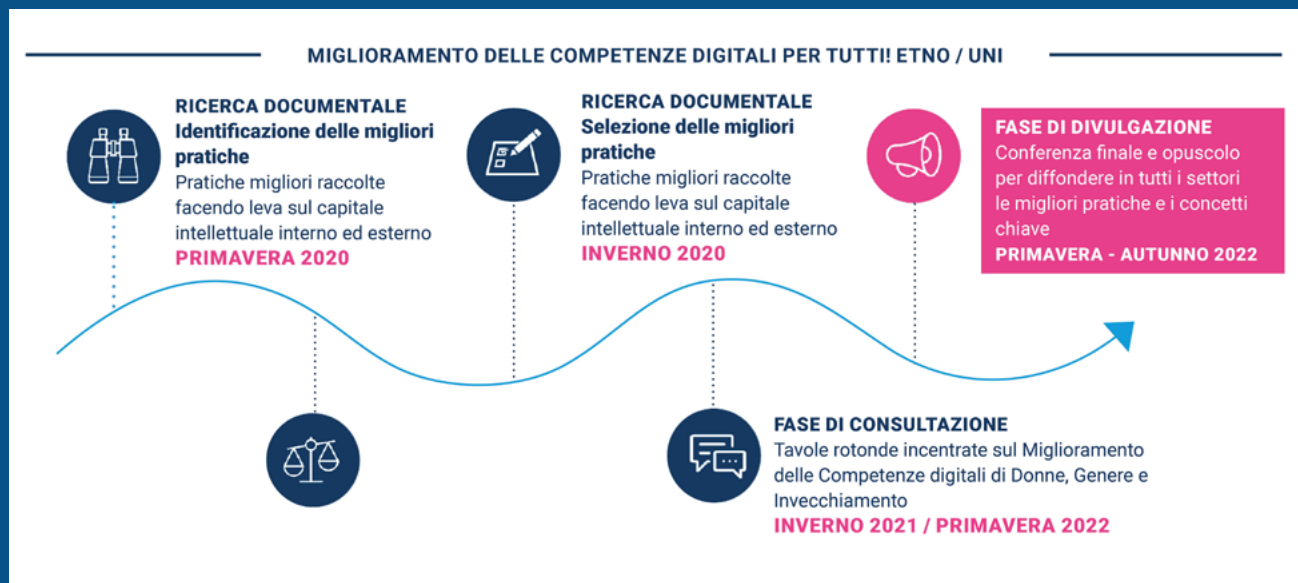 MIGLIORAMENTO DELLE COMPETENZE DIGITALI PER TUTTI! ETNO / UNI
RICERCA DOCUMENTALE
Identificazione delle migliori
pratiche
Pratiche migliori raccolte
facendo leva sul capitale
intellettuale interno ed esterno
PRIMAVERA 2020
RICERCA DOCUMENTALE
Selezione delle migliori
pratiche
Pratiche migliori raccolte
facendo leva sul capitale
intellettuale interno ed esterno
INVERNO 2020
FASE DI DIVULGAZIONE
Conferenza finale e opuscolo
per diffondere in tutti i settori
le migliori pratiche e i concetti
chiave
PRIMAVERA - AUTUNNO 2022
FASE DI CONSULTAZIONE
Tavole rotonde incentrate sul Miglioramento
delle Competenze digitali di Donne, Genere e
Invecchiamento
INVERNO 2021 / PRIMAVERA 2022